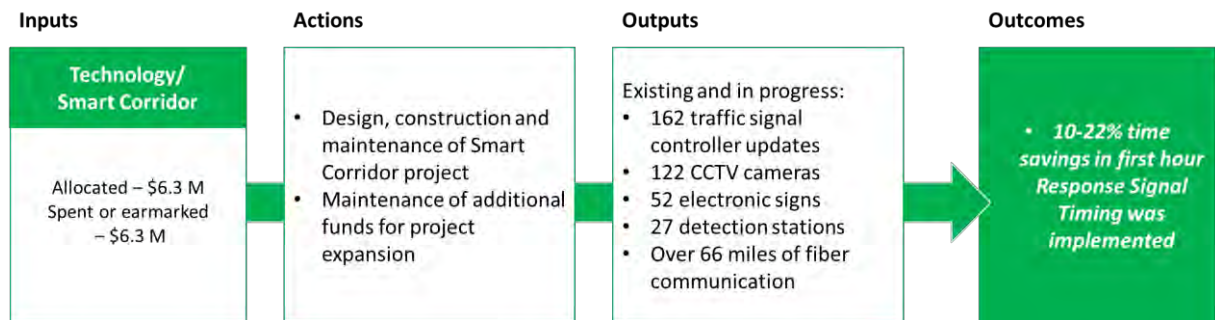 Inputs
Actions
Outputs
Outcomes
Technology/
Smart Corridor
Allocated – $6.3 M
Spent or earmarked
– $6.3 M
• Design, construction and
maintenance of Smart
Corridor project
• Maintenance of additional
funds for project
expansion
Existing and in progress:
• 162 traffic signal
controller updates
• 122 CCTV cameras
• 52 electronic signs
• 27 detection stations
• Over 66 miles of fiber
communication
• 10-22% time
savings in first hour
Response Signal
Timing was
implemented